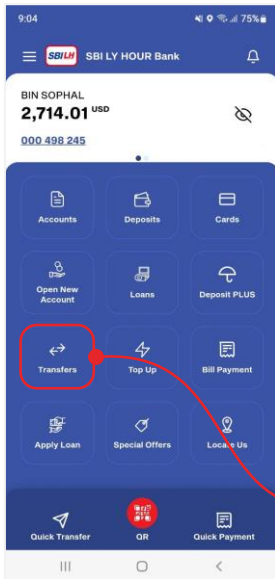 9:04
75%
SBILH SBI LY HOUR Bank
BIN SOPHAL
2,714.01 USD
000 498 245
Accounts
Deposits
Cards
Open New
Account
Loans
Deposit PLUS
Transfers
Top Up
Bill Payment
Apply Loan
Special Offers
Locate Us
Quick Transfer
QR
Quick Payment